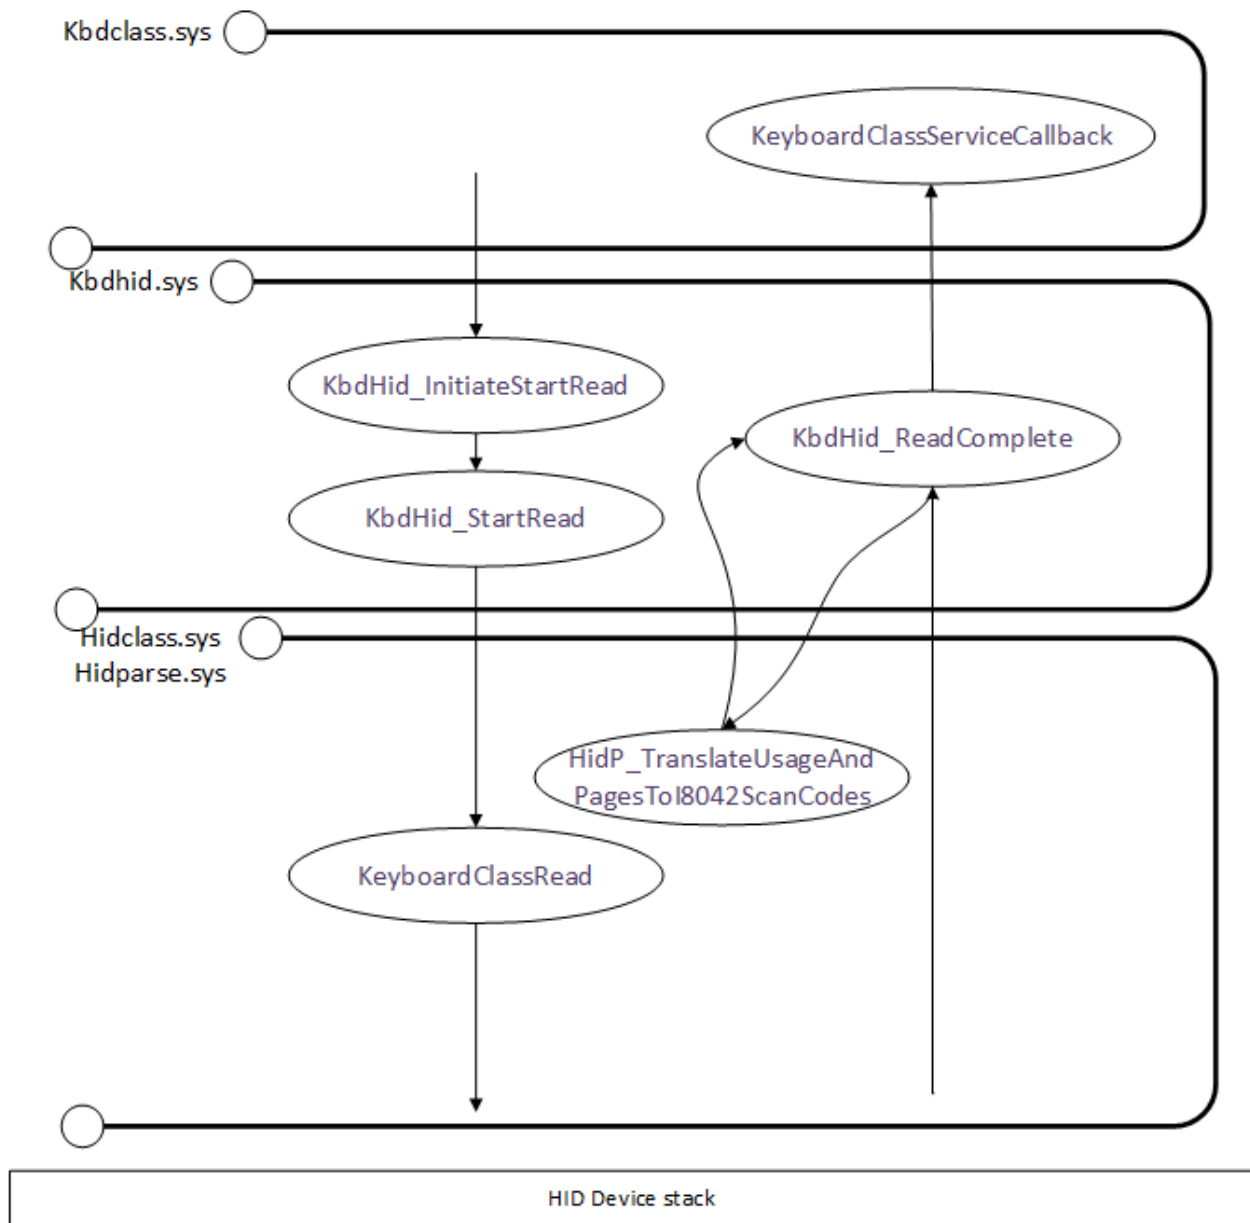 Kbdclass.sys
KeyboardClassServiceCallback
Kbdhid.sys
KbdHid_InitiateStartRead
KbdHid_ReadComplete
KbdHid_StartRead
Hidclass.sys
Hidparse.sys
HidP_TranslateUsageAnd
PagesToI8042ScanCodes
KeyboardClassRead
HID Device stack